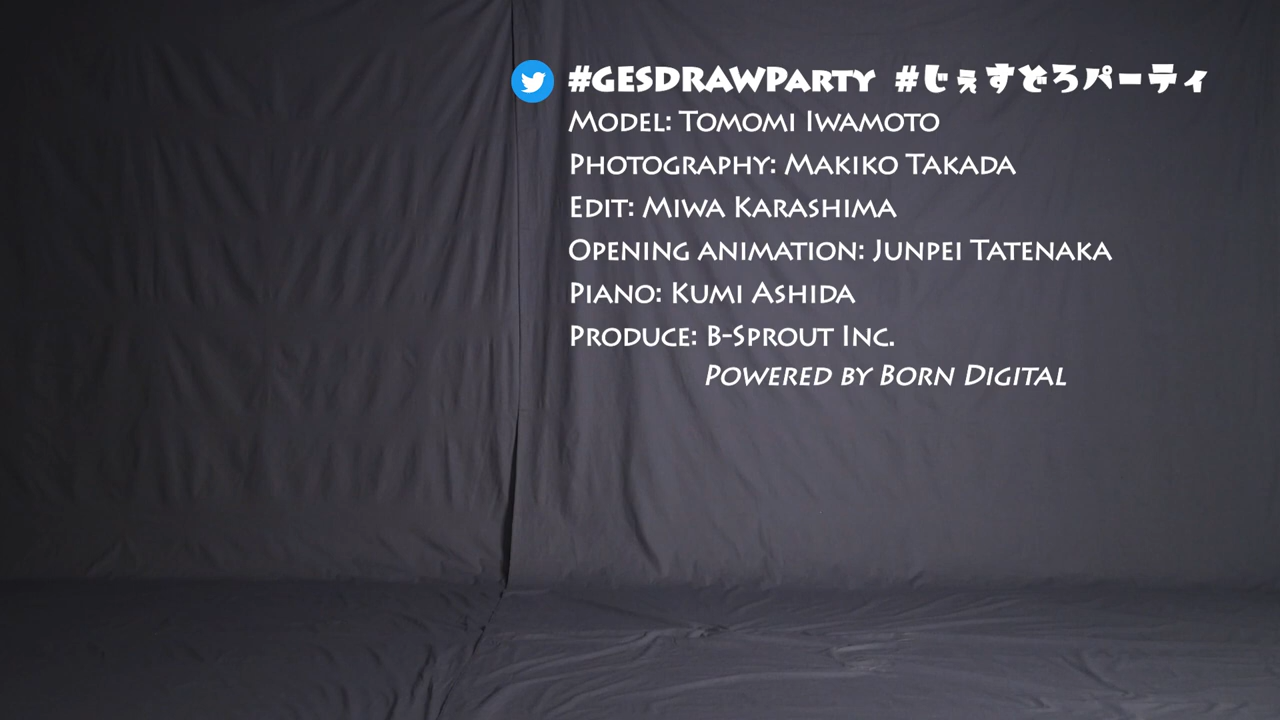 #GESDRAWPARTY #じぇすどろパーティ
MODEL: TOMOMI IWAMOTO
PHOTOGRAPHY: MAKIKO TAKADA
EDIT: MIWA KARASHIMA
OPENING ANIMATION: JUNPEI TATENAKA
PIANO: KUMI ASHIDA
PRODUCE: B-SPROUT INC.
POWERED BY BORN DIGITAL